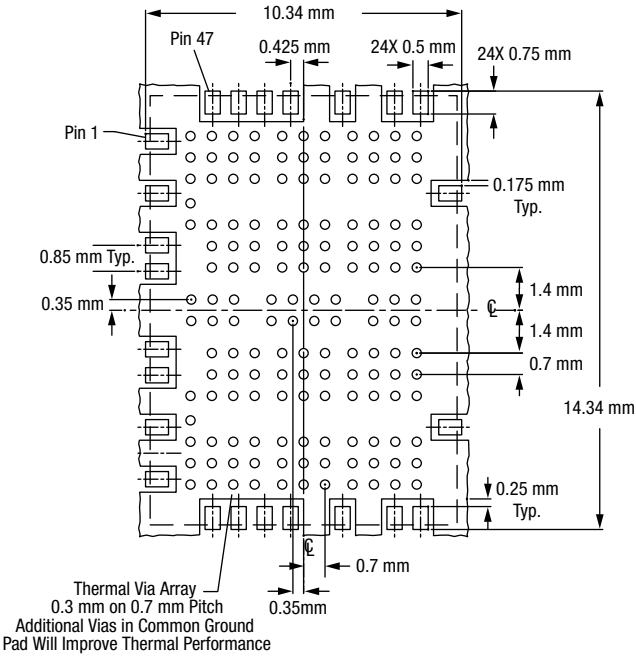 10.34 mm
Pin 47
0.425 mm
24X 0.5 mm
24X 0.75 mm
Pin 1
0.175 mm
Typ.
0.85 mm Typ.
0.35 mm
1.4 mm
℄
1.4 mm
0.7 mm
14.34 mm
0.25 mm
Typ.
℄
0.7 mm
0.35mm
Thermal Via Array
0.3 mm on 0.7 mm Pitch
Additional Vias in Common Ground
Pad Will Improve Thermal Performance